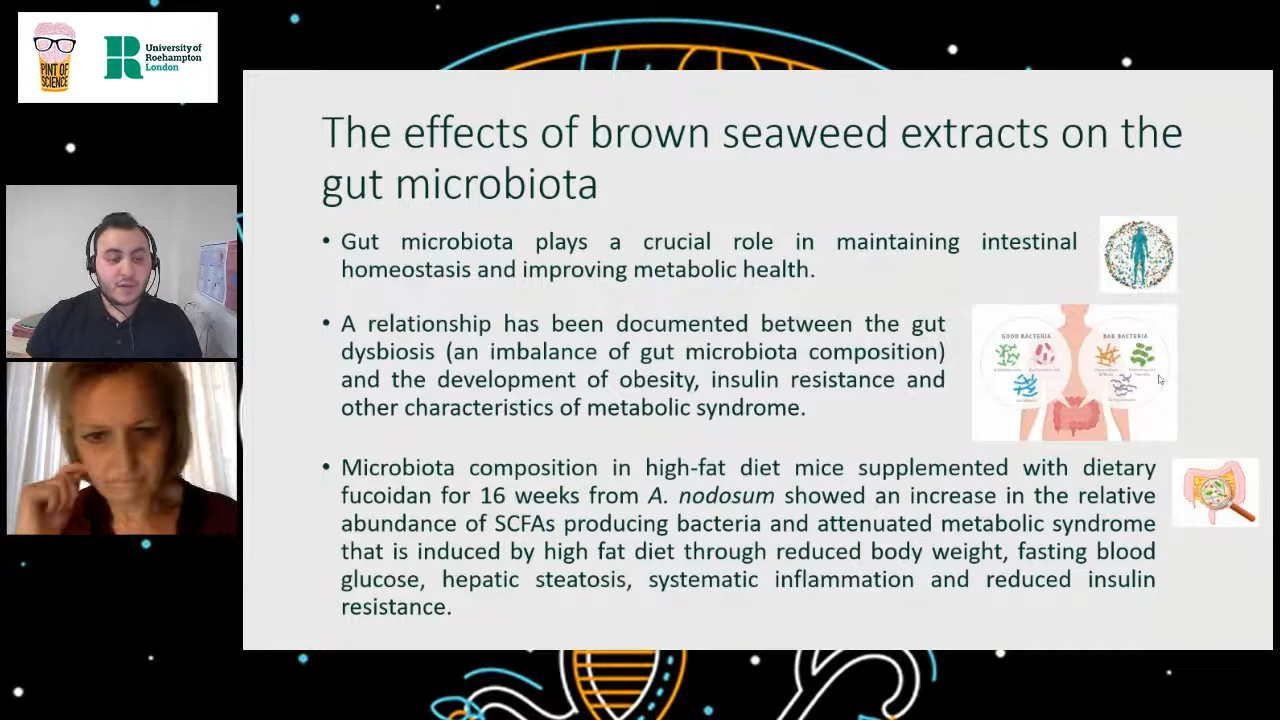 PINT OF
SCIENCE
University of
Roehampton
London
The effects of brown seaweed extracts on the
gut microbiota
• Gut microbiota plays a crucial role in maintaining intestinal
homeostasis and improving metabolic health.
• A relationship has been documented between the gut
dysbiosis (an imbalance of gut microbiota composition)
and the development of obesity, insulin resistance and
other characteristics of metabolic syndrome.
GOOD BACTERIA
BAD BACTERIA
• Microbiota composition in high-fat diet mice supplemented with dietary
fucoidan for 16 weeks from A. nodosum showed an increase in the relative
abundance of SCFAs producing bacteria and attenuated metabolic syndrome
that is induced by high fat diet through reduced body weight, fasting blood
glucose, hepatic steatosis, systematic inflammation and reduced insulin
resistance.